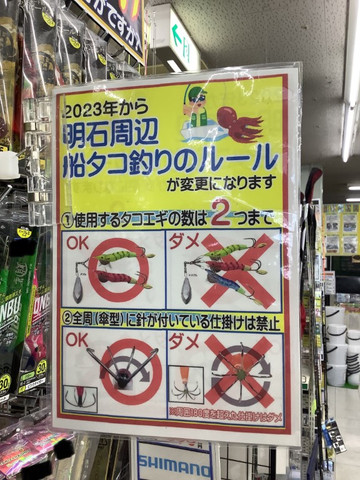 2023年から
明石周辺
船タコ釣りのルール
が変更になります
①使用するタコエギの数は2つまで
OK
ダメ
②全周(傘型)に針が付いている仕掛けは禁止
OK
ダメ
SHIMANO